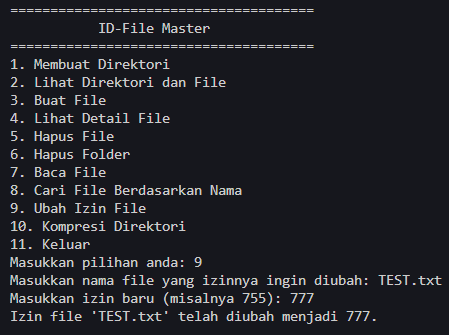 ======================================
ID-File Master
======================================
1. Membuat Direktori
2. Lihat Direktori dan File
3. Buat File
4. Lihat Detail File
5. Hapus File
6. Hapus Folder
7. Baca File
8. Cari File Berdasarkan Nama
9. Ubah Izin File
10. Kompresi Direktori
11. Keluar
Masukkan pilihan anda: 9
Masukkan nama file yang izinnya ingin diubah: TEST.txt
Masukkan izin baru (misalnya 755): 777
Izin file 'TEST.txt' telah diubah menjadi 777.